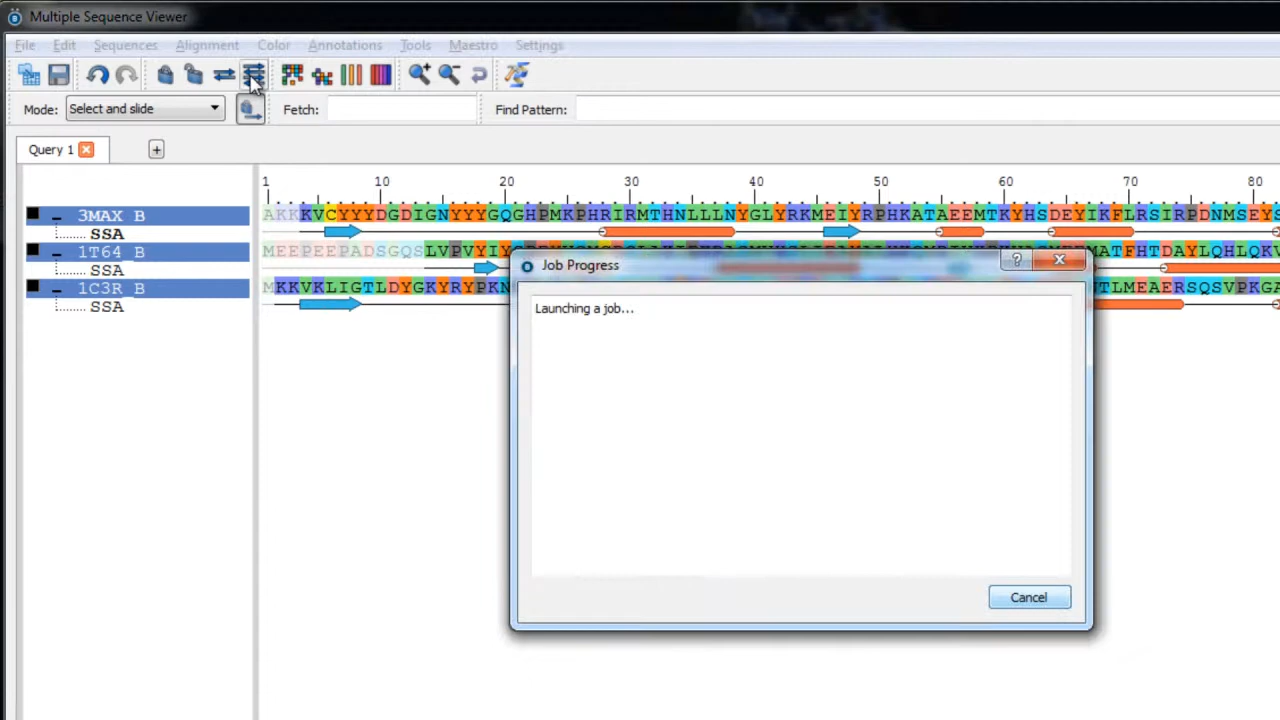 Multiple Sequence Viewer
File Edit Sequences Alignment Color Annotations Tools Maestro Settings
Mode: Select and slide Fetch: Find Pattern:
Query 1
1 10 20 30 40 50 60 70 80
3MAX_B AKKKVCYYYDGDIGNYYYGQGHPMKPHRIRMTHNLLLNYGLYRKMEIYRPHKATAEEMTKYHSDEYIKFLRSIRPDNMSEYS
SSA
1T64_B MEEPEEPADSGQSLVPVYIY MATFHTDAYLQHLQKV
SSA
1C3R_B MKKVKLIGTLDYGKYRYPKN NTLMEAERSQSVPKGA
SSA
Job Progress
Launching a job...
Cancel